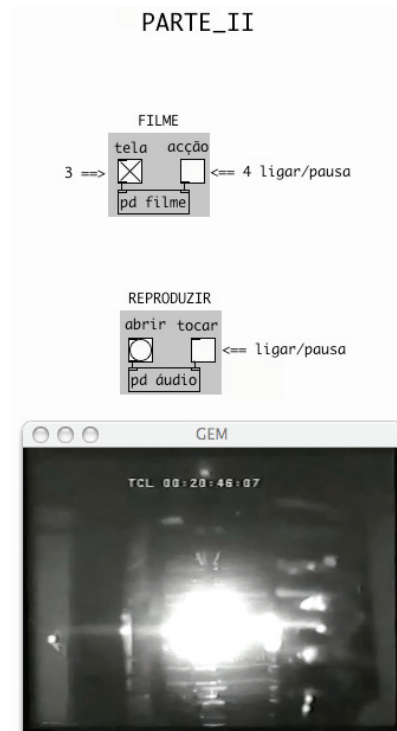 PARTE_II
FILME
tela acção
3 ==> <== 4 ligar/pausa
pd filme
REPRODUZIR
abrir tocar
<== ligar/pausa
pd áudio
GEM
TCL 00:20:46:07